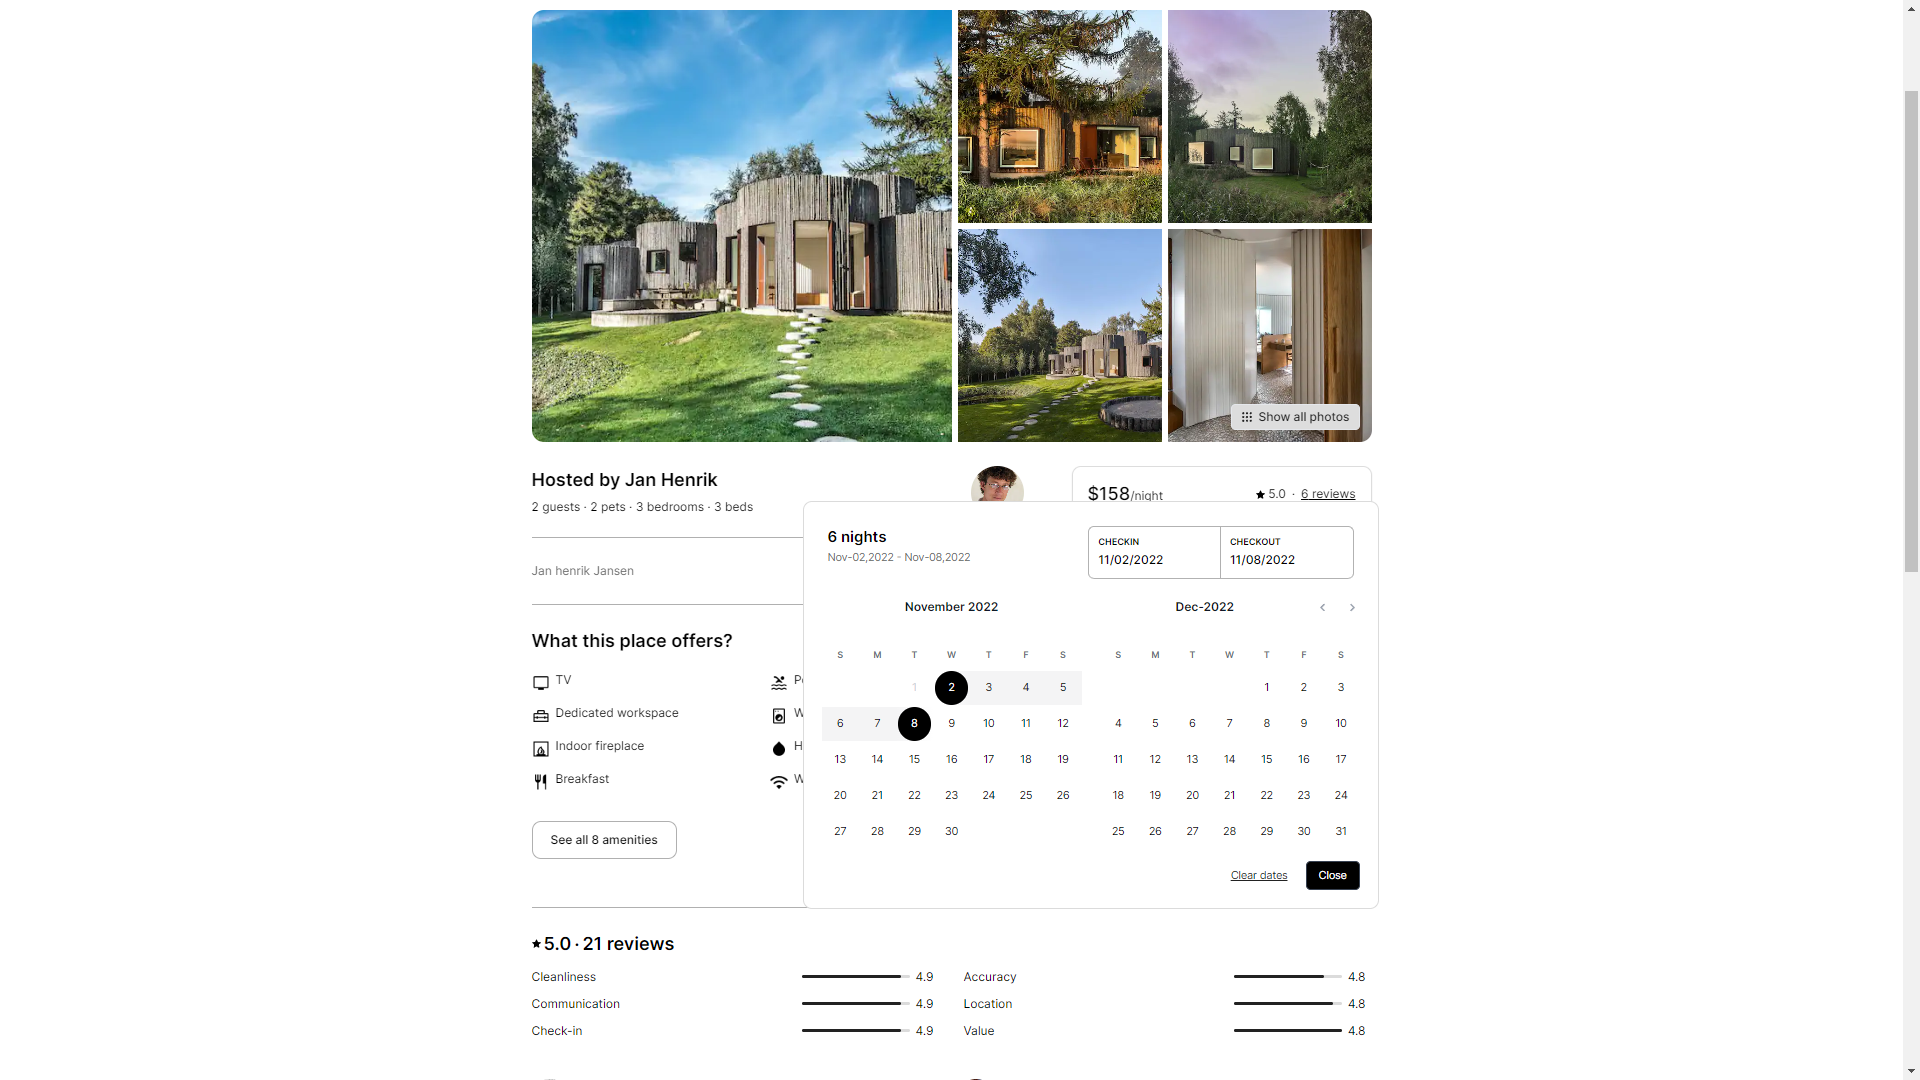 Show all photos
Hosted by Jan Henrik
2 guests · 2 pets · 3 bedrooms · 3 beds
$158/night
5.0 · 6 reviews
Jan henrik Jansen
What this place offers?
TV
Dedicated workspace
Indoor fireplace
Breakfast
P
W
H
W
See all 8 amenities
6 nights
Nov-02,2022 - Nov-08,2022
CHECKIN
11/02/2022
CHECKOUT
11/08/2022
November 2022
S M T W T F S
1 2 3 4 5
6 7 8 9 10 11 12
13 14 15 16 17 18 19
20 21 22 23 24 25 26
27 28 29 30
Dec-2022
S M T W T F S
1 2 3
4 5 6 7 8 9 10
11 12 13 14 15 16 17
18 19 20 21 22 23 24
25 26 27 28 29 30 31
Clear dates
Close
5.0 · 21 reviews
Cleanliness 4.9
Accuracy 4.8
Communication 4.9
Location 4.8
Check-in 4.9
Value 4.8